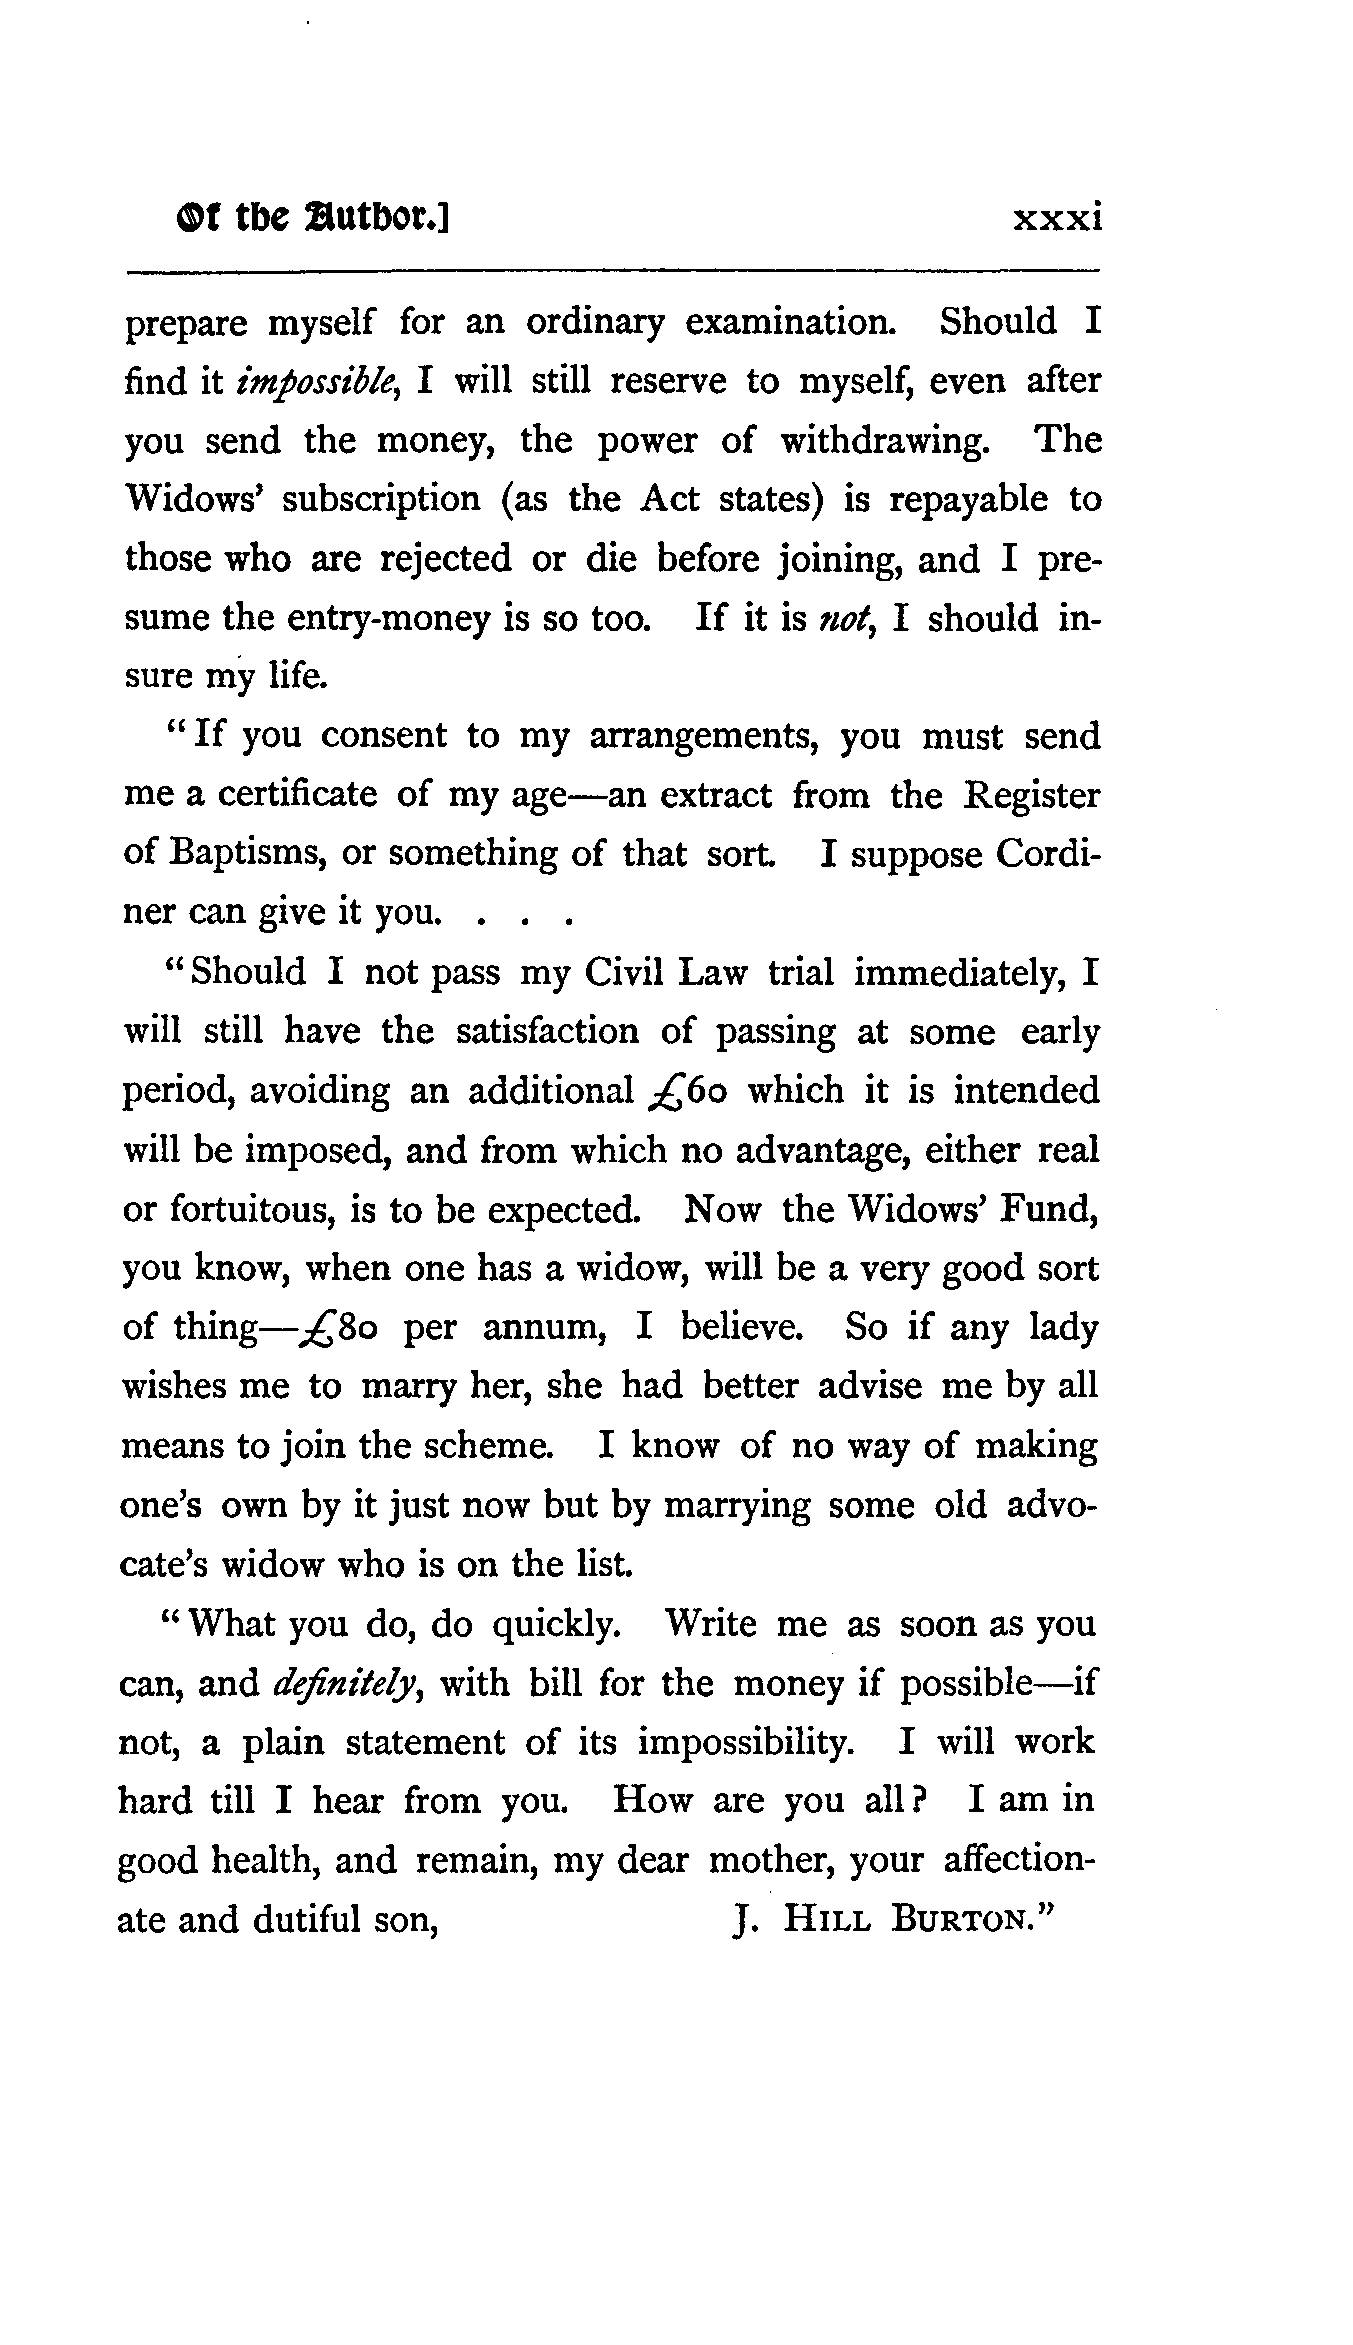 Of the Author.] xxxi
prepare myself for an ordinary examination. Should I
find it impossible, I will still reserve to myself, even after
you send the money, the power of withdrawing. The
Widows' subscription (as the Act states) is repayable to
those who are rejected or die before joining, and I pre-
sume the entry-money is so too. If it is not, I should in-
sure my life.
“If you consent to my arrangements, you must send
me a certificate of my age—an extract from the Register
of Baptisms, or something of that sort. I suppose Cordi-
ner can give it you. . . .
“Should I not pass my Civil Law trial immediately, I
will still have the satisfaction of passing at some early
period, avoiding an additional £60 which it is intended
will be imposed, and from which no advantage, either real
or fortuitous, is to be expected. Now the Widows' Fund,
you know, when one has a widow, will be a very good sort
of thing—£80 per annum, I believe. So if any lady
wishes me to marry her, she had better advise me by all
means to join the scheme. I know of no way of making
one's own by it just now but by marrying some old advo-
cate's widow who is on the list.
“What you do, do quickly. Write me as soon as you
can, and definitely, with bill for the money if possible—if
not, a plain statement of its impossibility. I will work
hard till I hear from you. How are you all? I am in
good health, and remain, my dear mother, your affection-
ate and dutiful son, J. HILL BURTON.”